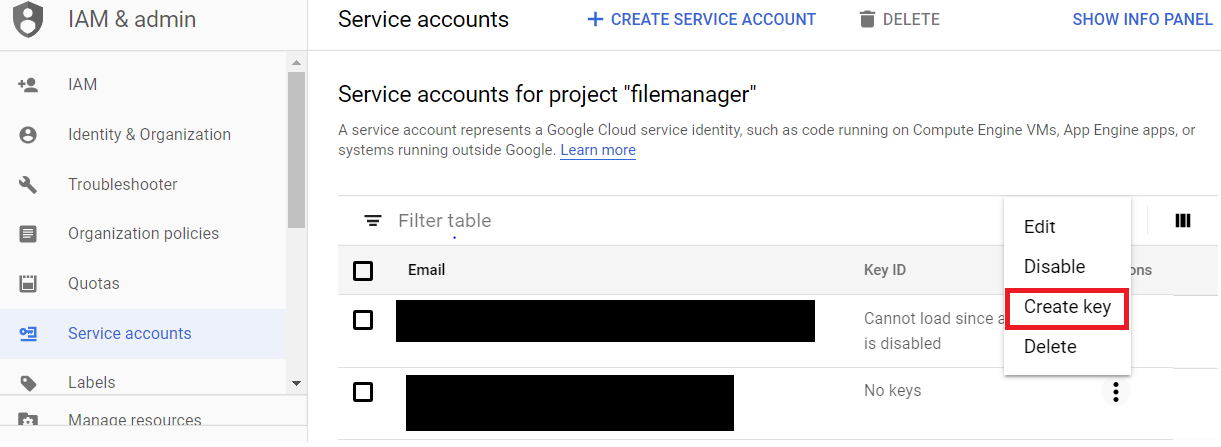 IAM & admin
Service accounts
CREATE SERVICE ACCOUNT
DELETE
SHOW INFO PANEL
IAM
Identity & Organization
Troubleshooter
Organization policies
Quotas
Service accounts
Labels
Manage resources
Service accounts for project "filemanager"
A service account represents a Google Cloud service identity, such as code running on Compute Engine VMs, App Engine apps, or
systems running outside Google. Learn more
Filter table
Email
Key ID
Cannot load since
is disabled
No keys
Edit
Disable
Create key
Delete